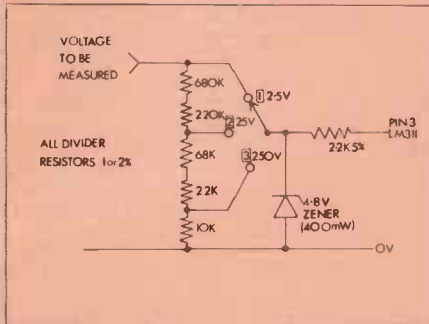 VOLTAGE
TO BE
MEASURED
680K
1 2·5V
220K
2 25V
PIN 3
LM311
ALL DIVIDER
RESISTORS 1 or 2%
68K
3 250V
2·2K 5%
22K
4·8V
ZENER
(400mW)
10K
0V